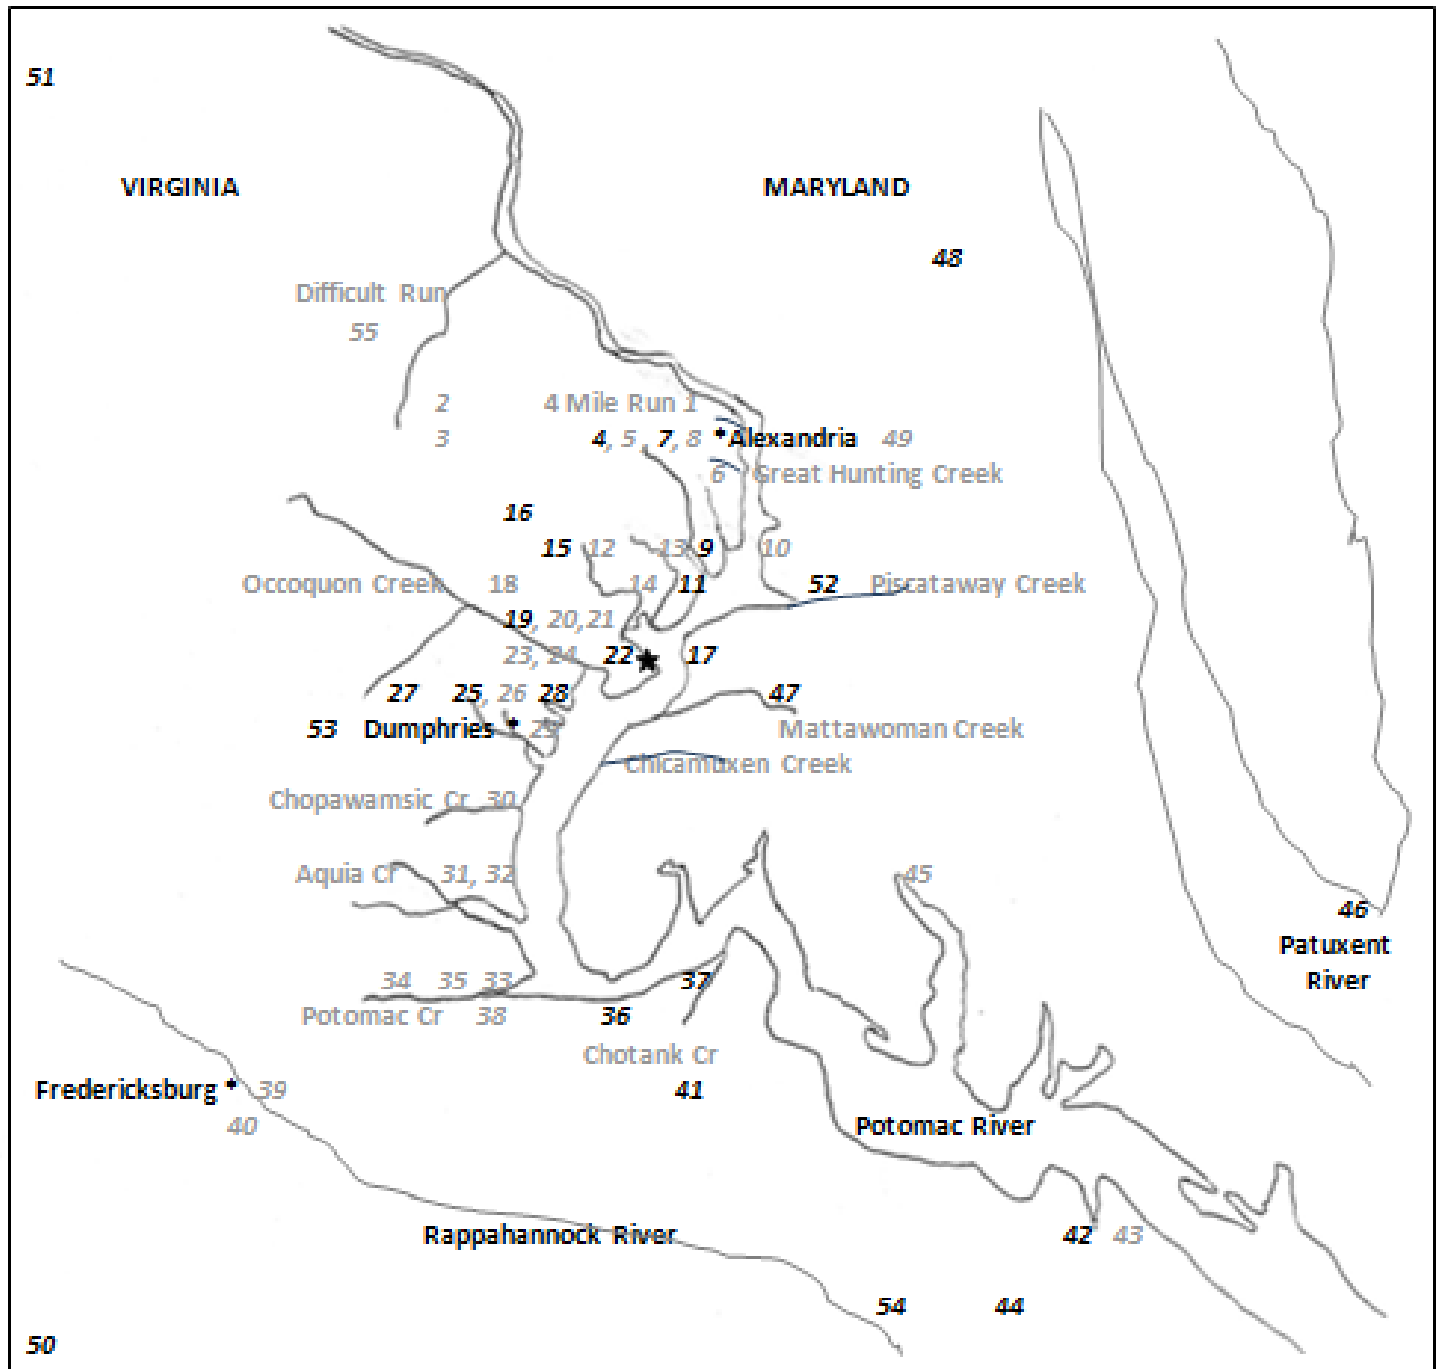 51
VIRGINIA MARYLAND
48
Difficult Run
55
2 4 Mile Run 1
3 4, 5, 7, 8 Alexandria 49
6 Great Hunting Creek
16
15 12 13 9 10
Occoquon Creek 18 14 11 52 Piscataway Creek
19, 20,21
23, 24 22 17
27 25, 26 28 47
53 Dumphries 29 Mattawoman Creek
Chicamuxen Creek
Chopawamsic Cr 30
Aquia Cr 31, 32 45
46
Patuxent
River
34 35 33 37
Potomac Cr 38 36
Chotank Cr
Fredericksburg 39 41
40 Potomac River
Rappahannock River 42 43
54 44
50